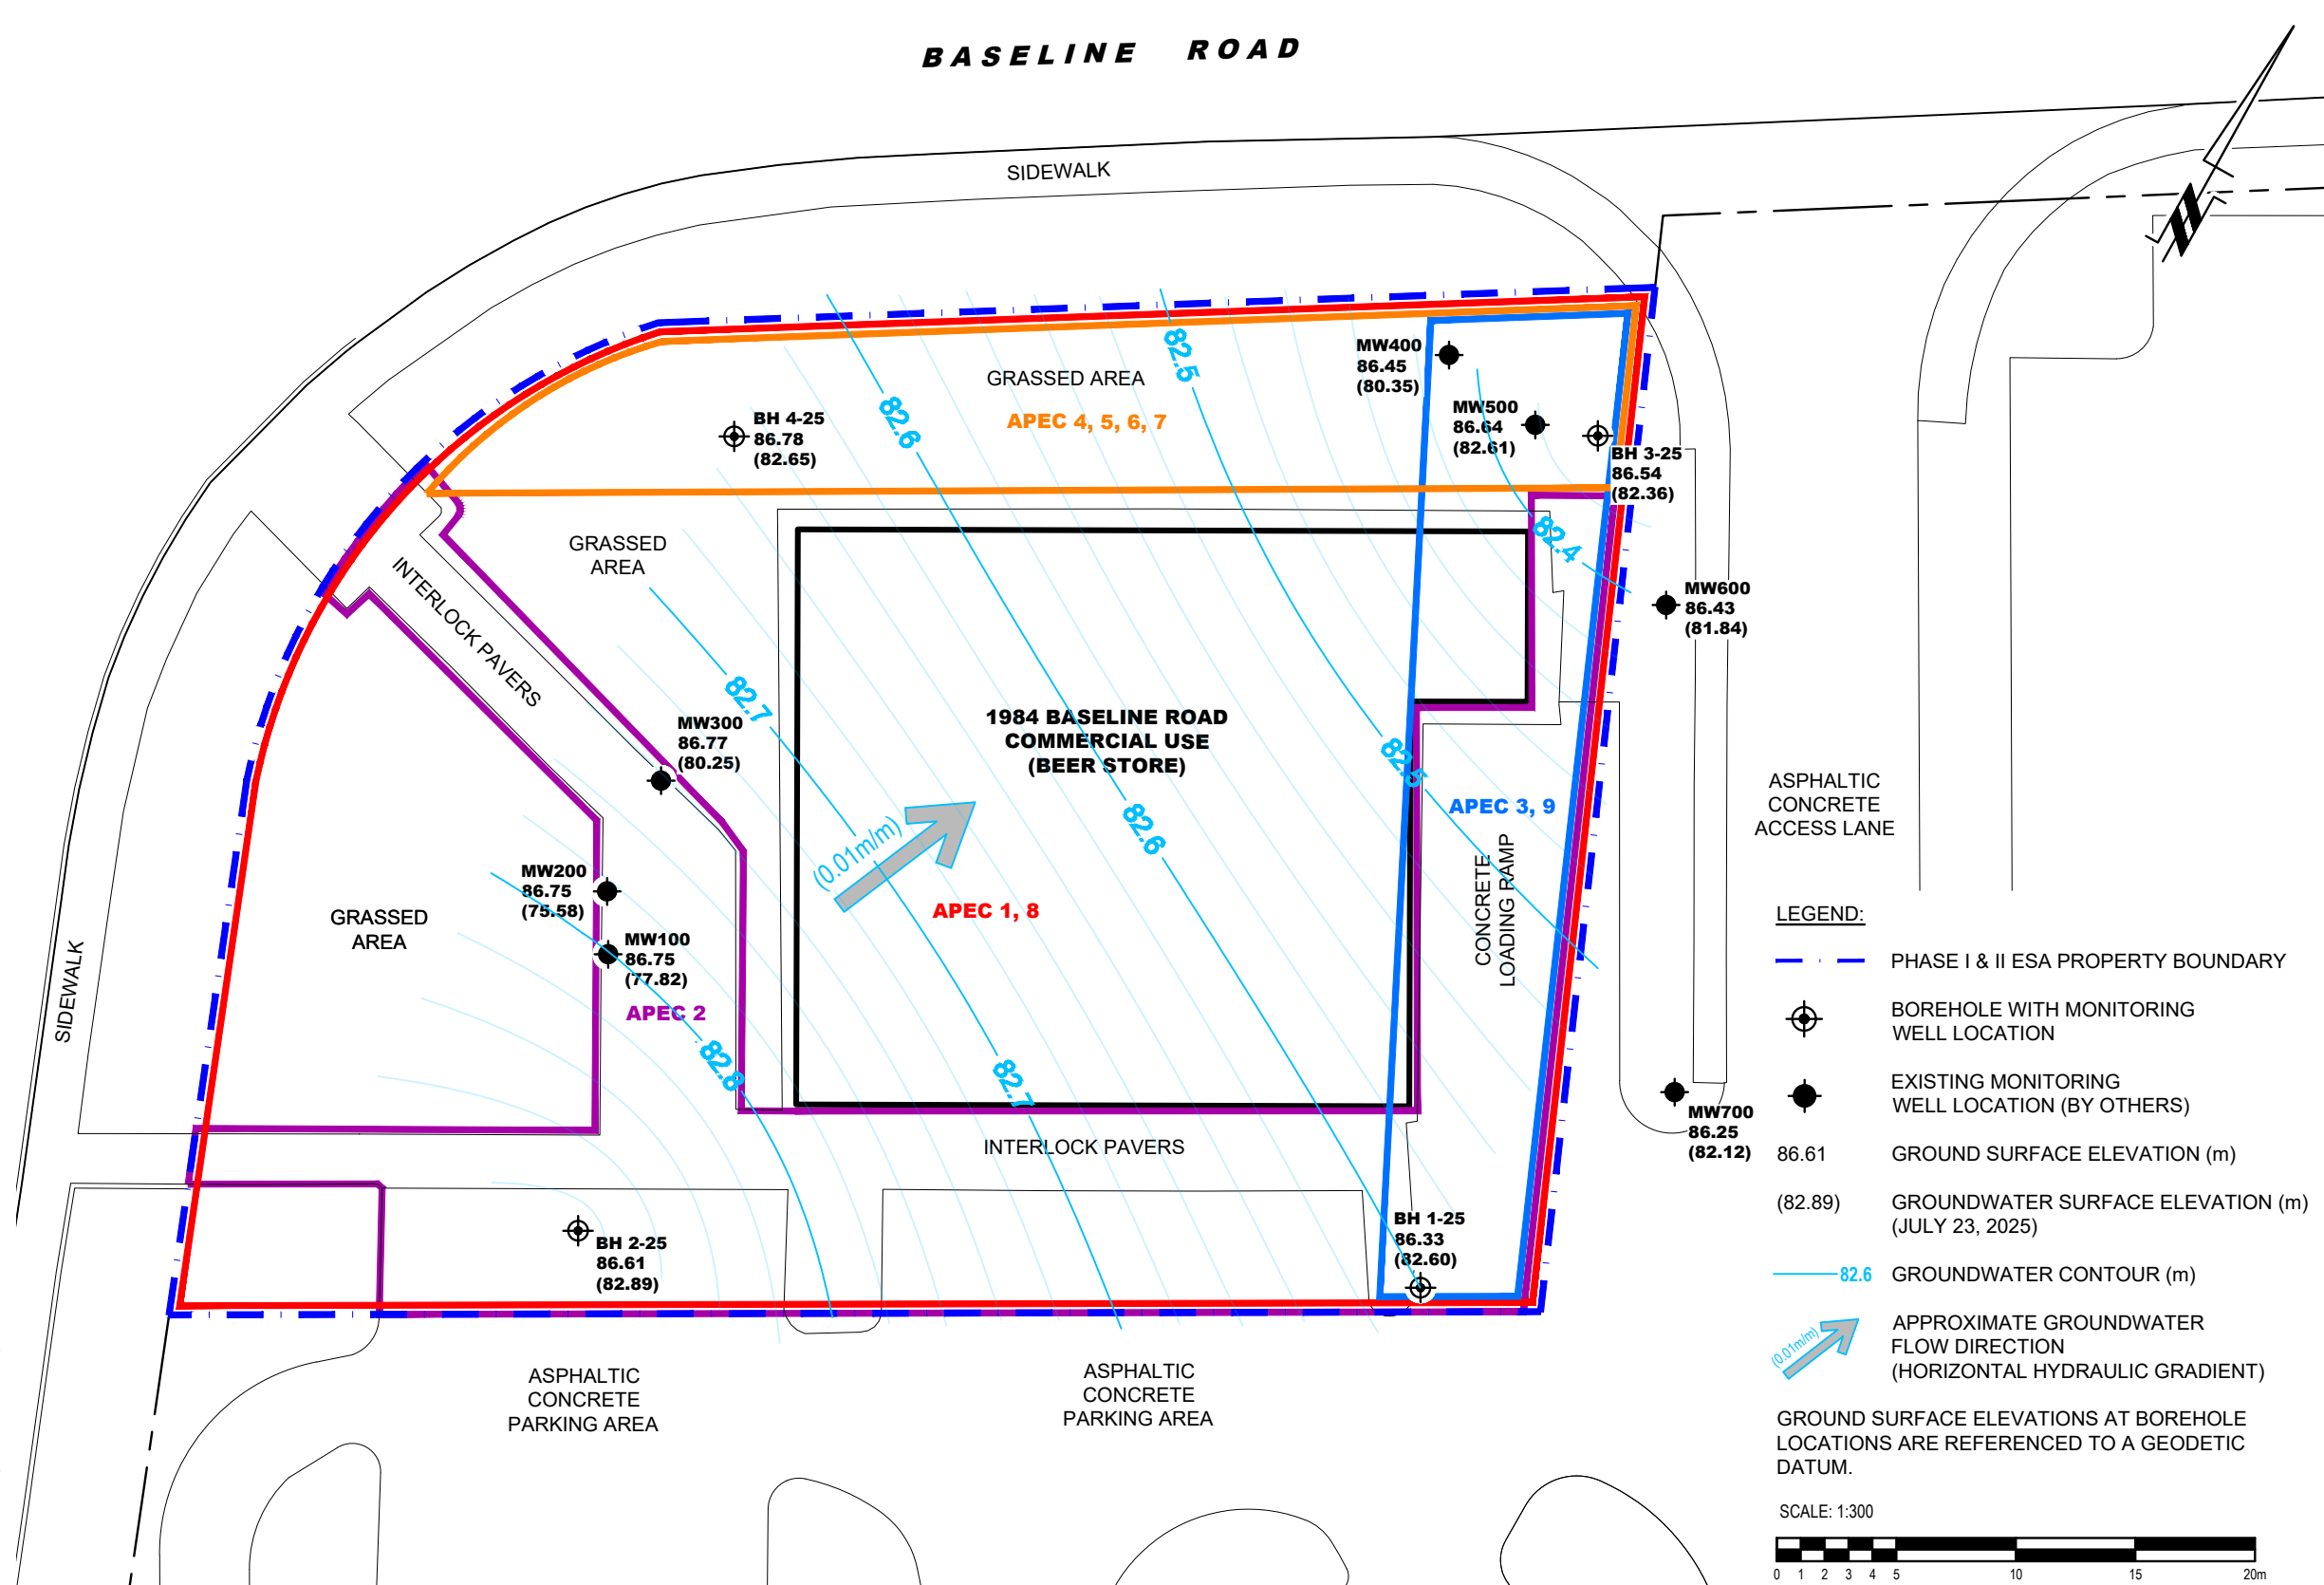 BASELINE ROAD
SIDEWALK
MW400
86.45
(80.35)
82.5
GRASSED AREA
APEC 4, 5, 6, 7
82.6
BH 4-25
86.78
(82.65)
MW500
86.64
(82.61)
BH 3-25
86.54
(82.36)
82.4
GRASSED
AREA
INTERLOCK PAVERS
MW600
86.43
(81.84)
82.7
MW300
86.77
(80.25)
1984 BASELINE ROAD
COMMERCIAL USE
(BEER STORE)
82.5
APEC 3, 9
ASPHALTIC
CONCRETE
ACCESS LANE
82.6
(0.01m/m)
CONCRETE
LOADING RAMP
APEC 1, 8
MW200
86.75
(75.58)
GRASSED
AREA
MW100
86.75
(77.82)
APEC 2
SIDEWALK
82.8
82.7
INTERLOCK PAVERS
MW700
86.25
(82.12)
BH 1-25
86.33
(82.60)
BH 2-25
86.61
(82.89)
ASPHALTIC
CONCRETE
PARKING AREA
ASPHALTIC
CONCRETE
PARKING AREA
LEGEND:
PHASE I & II ESA PROPERTY BOUNDARY
BOREHOLE WITH MONITORING
WELL LOCATION
EXISTING MONITORING
WELL LOCATION (BY OTHERS)
86.61 GROUND SURFACE ELEVATION (m)
(82.89) GROUNDWATER SURFACE ELEVATION (m)
(JULY 23, 2025)
82.6 GROUNDWATER CONTOUR (m)
(0.01m/m)
APPROXIMATE GROUNDWATER
FLOW DIRECTION
(HORIZONTAL HYDRAULIC GRADIENT)
GROUND SURFACE ELEVATIONS AT BOREHOLE
LOCATIONS ARE REFERENCED TO A GEODETIC
DATUM.
SCALE: 1:300
0 1 2 3 4 5 10 15 20m